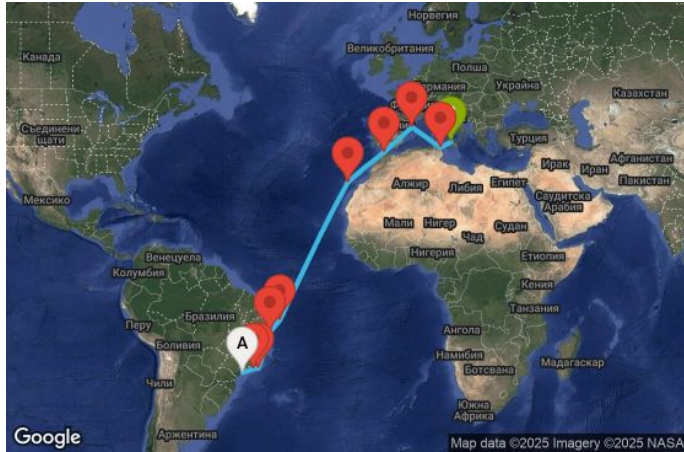 Норвегия
Канада
Великобритания
Полша
Украйна
Казахстан
Съединени
щати
Турция
Ирак
Иран
Афганистан
Пакистан
Алжир
Либия
Египет
Саудитска
Арабия
Мексико
Мали
Нигер
Чад
Судан
Венецуела
Колумбия
Нигерия
Етиопия
Кения
Перу
Бразилия
Танзания
Боливия
A
Ангола
Намибия
Ботсвана
Мадагаскар
Чили
Южна
Африка
Аржентина
Google
Map data ©2025 Imagery ©2025 NASA